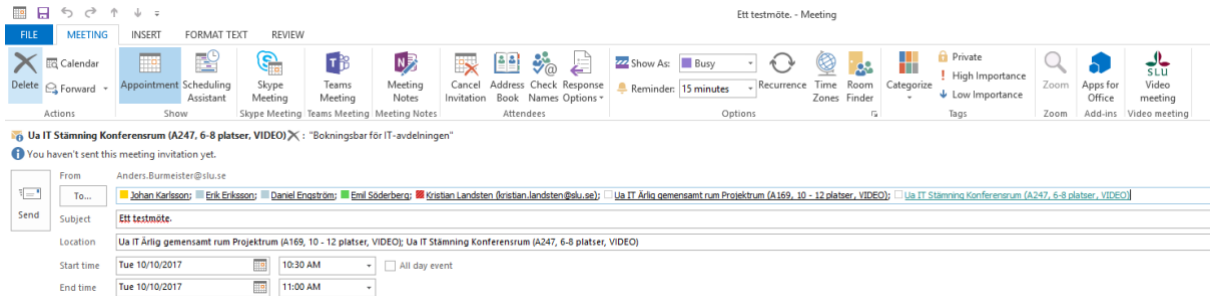 Ett testmöte. - Meeting
FILE MEETING INSERT FORMAT TEXT REVIEW
Delete
Calendar
Forward
Actions
Appointment
Scheduling Assistant
Show
Skype Meeting
Skype Meeting
Teams Meeting
Teams Meeting
Meeting Notes
Meeting Notes
Cancel Invitation
Address Book
Check Names
Response Options
Attendees
Show As: Busy
Reminder: 15 minutes
Recurrence
Time Zones
Room Finder
Options
Categorize
Private
High Importance
Low Importance
Tags
Zoom
Zoom
Apps for Office
Add-ins
SLU
Video meeting
Video meeting
Ua IT Stämning Konferensrum (A247, 6-8 platser, VIDEO) : "Bokningsbar för IT-avdelningen"
You haven't sent this meeting invitation yet.
Send
From Anders.Burmeister@slu.se
To... Johan Karlsson; Erik Eriksson; Daniel Engström; Emil Söderberg; Kristian Landsten (kristian.landsten@slu.se); Ua IT Ärlig gemensamt rum Projektrum (A169, 10 - 12 platser, VIDEO); Ua IT Stämning Konferensrum (A247, 6-8 platser, VIDEO)
Subject Ett testmöte.
Location Ua IT Ärlig gemensamt rum Projektrum (A169, 10 - 12 platser, VIDEO); Ua IT Stämning Konferensrum (A247, 6-8 platser, VIDEO)
Start time Tue 10/10/2017 10:30 AM All day event
End time Tue 10/10/2017 11:00 AM